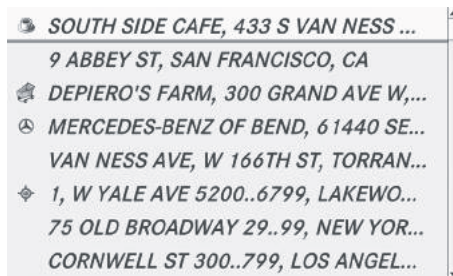 SOUTH SIDE CAFE, 433 S VAN NESS ...
9 ABBEY ST, SAN FRANCISCO, CA
DEPIERO'S FARM, 300 GRAND AVE W,...
MERCEDES-BENZ OF BEND, 61440 SE...
VAN NESS AVE, W 166TH ST, TORRAN...
1, W YALE AVE 5200..6799, LAKEWO...
75 OLD BROADWAY 29..99, NEW YOR...
CORNWELL ST 300..799, LOS ANGEL...